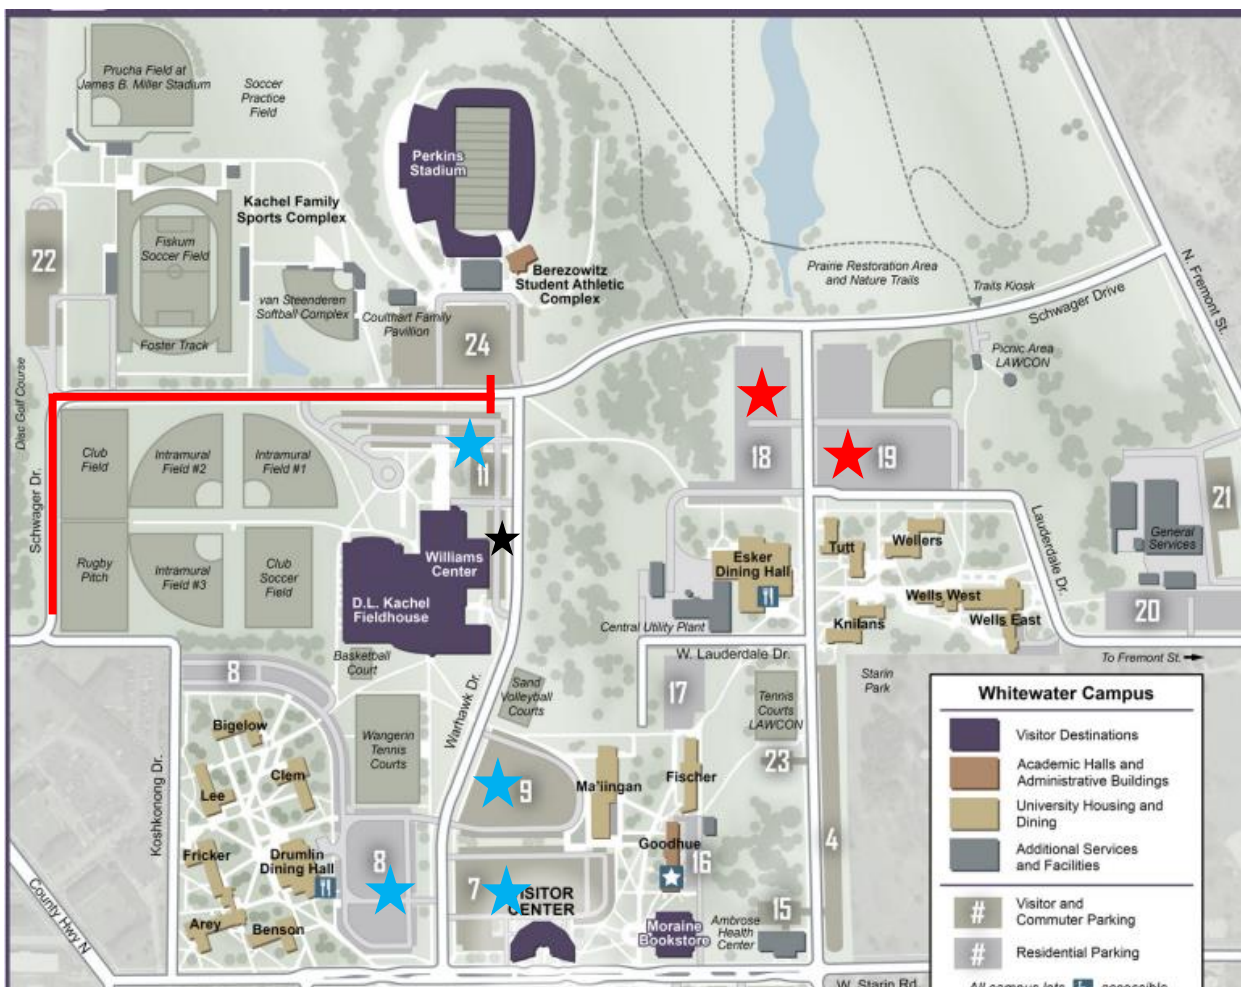 Prucha Field at
James B. Miller Stadium
Soccer
Practice
Field
Perkins
Stadium
Kachel Family
Sports Complex
22
Fiskum
Soccer Field
Berezowitz
Student Athletic
Complex
van Steenderen
Softball Complex
Coulthart Family
Pavillion
Foster Track
24
Prairie Restoration Area
and Nature Trails
Trails Kiosk
Schwager Drive
N. Fremont St.
Picnic Area
LAWCON
Disc Golf Course
Club
Field
Intramural
Field #2
Intramural
Field #1
11
18
19
21
Schwager Dr.
Rugby
Pitch
Intramural
Field #3
Club
Soccer
Field
Williams
Center
D.L. Kachel
Fieldhouse
Esker
Dining Hall
Tutt
Wellers
Lauderdale Dr.
General
Services
Wells West
Wells East
Knilans
20
Central Utility Plant
W. Lauderdale Dr.
To Fremont St.
Basketball
Court
8
Sand
Volleyball
Courts
Warhawk Dr.
17
Tennis
Courts
LAWCON
Starin
Park
Bigelow
Wangerin
Tennis
Courts
Clem
Lee
Koshkonong Dr.
9
Ma'iingan
Fischer
23
4
Fricker
Drumlin
Dining Hall
8
7
VISITOR
CENTER
Goodhue
16
15
Arey
Benson
Moraine
Bookstore
Ambrose
Health
Center
County Hwy N
W. Starin Rd.
Whitewater Campus
Visitor Destinations
Academic Halls and
Administrative Buildings
University Housing and
Dining
Additional Services
and Facilities
# Visitor and
Commuter Parking
# Residential Parking
All campus lots accessible